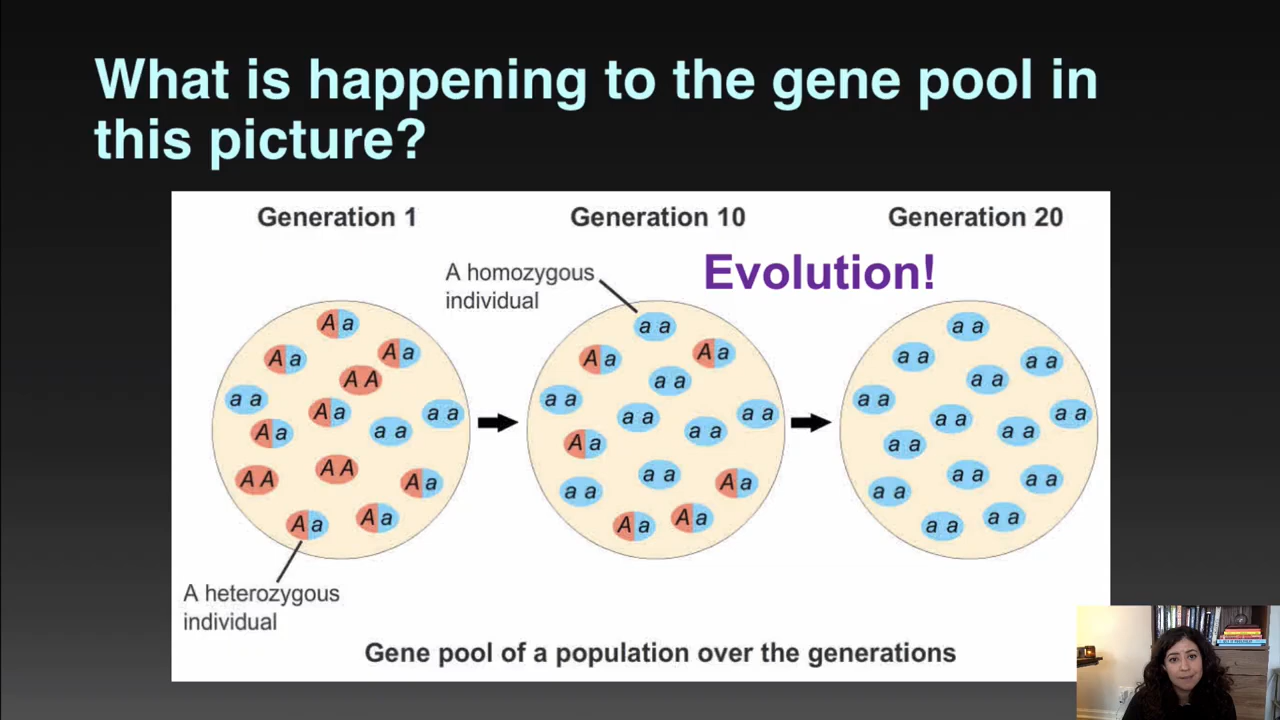 What is happening to the gene pool in
this picture?
Generation 1
Generation 10
Generation 20
Evolution!
A homozygous
individual
A a
A a
A a
A A
a a
A a
a a
a a
A a
A A
A A
A a
A a
A a
a a
A a
A a
a a
a a
a a
a a
a a
A a
a a
a a
A a
A a
A a
a a
a a
a a
a a
a a
a a
a a
a a
a a
a a
a a
a a
a a
a a
A heterozygous
individual
Gene pool of a population over the generations